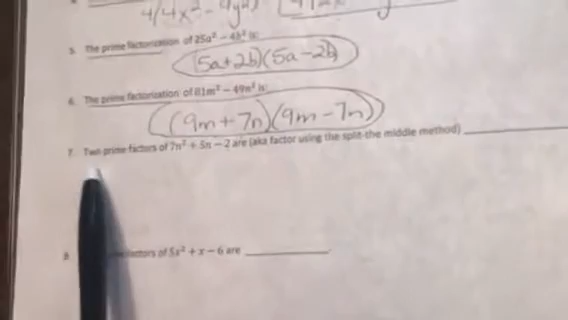 4(4x² - 9y²)
5. The prime factorization of 25a² – 4b² is:
(5a+2b)(5a-2b)
6. The prime factorization of 81m² – 49n² is:
(9m+7n)(9m-7n)
7. Two prime factors of 7n² + 5n – 2 are (aka factor using the split the middle method)
8. factors of 5x² + x – 6 are